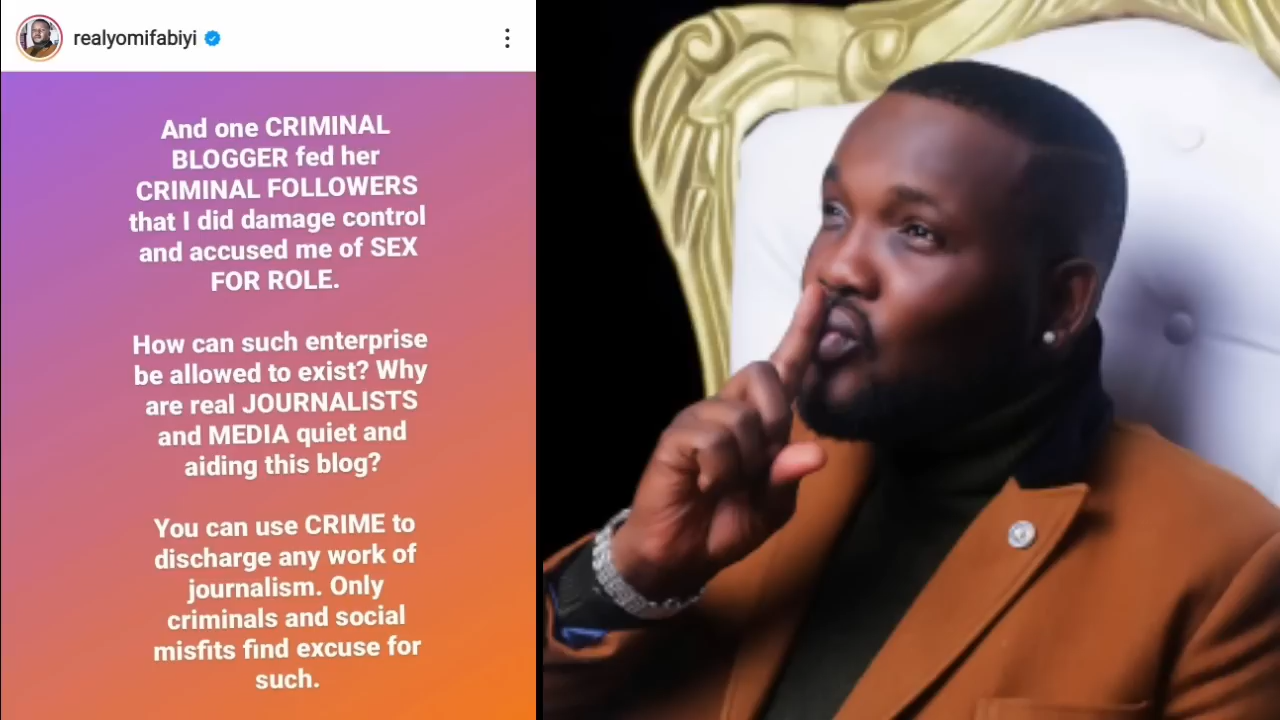 realyomifabiyi
And one CRIMINAL
BLOGGER fed her
CRIMINAL FOLLOWERS
that I did damage control
and accused me of SEX
FOR ROLE.
How can such enterprise
be allowed to exist? Why
are real JOURNALISTS
and MEDIA quiet and
aiding this blog?
You can use CRIME to
discharge any work of
journalism. Only
criminals and social
misfits find excuse for
such.